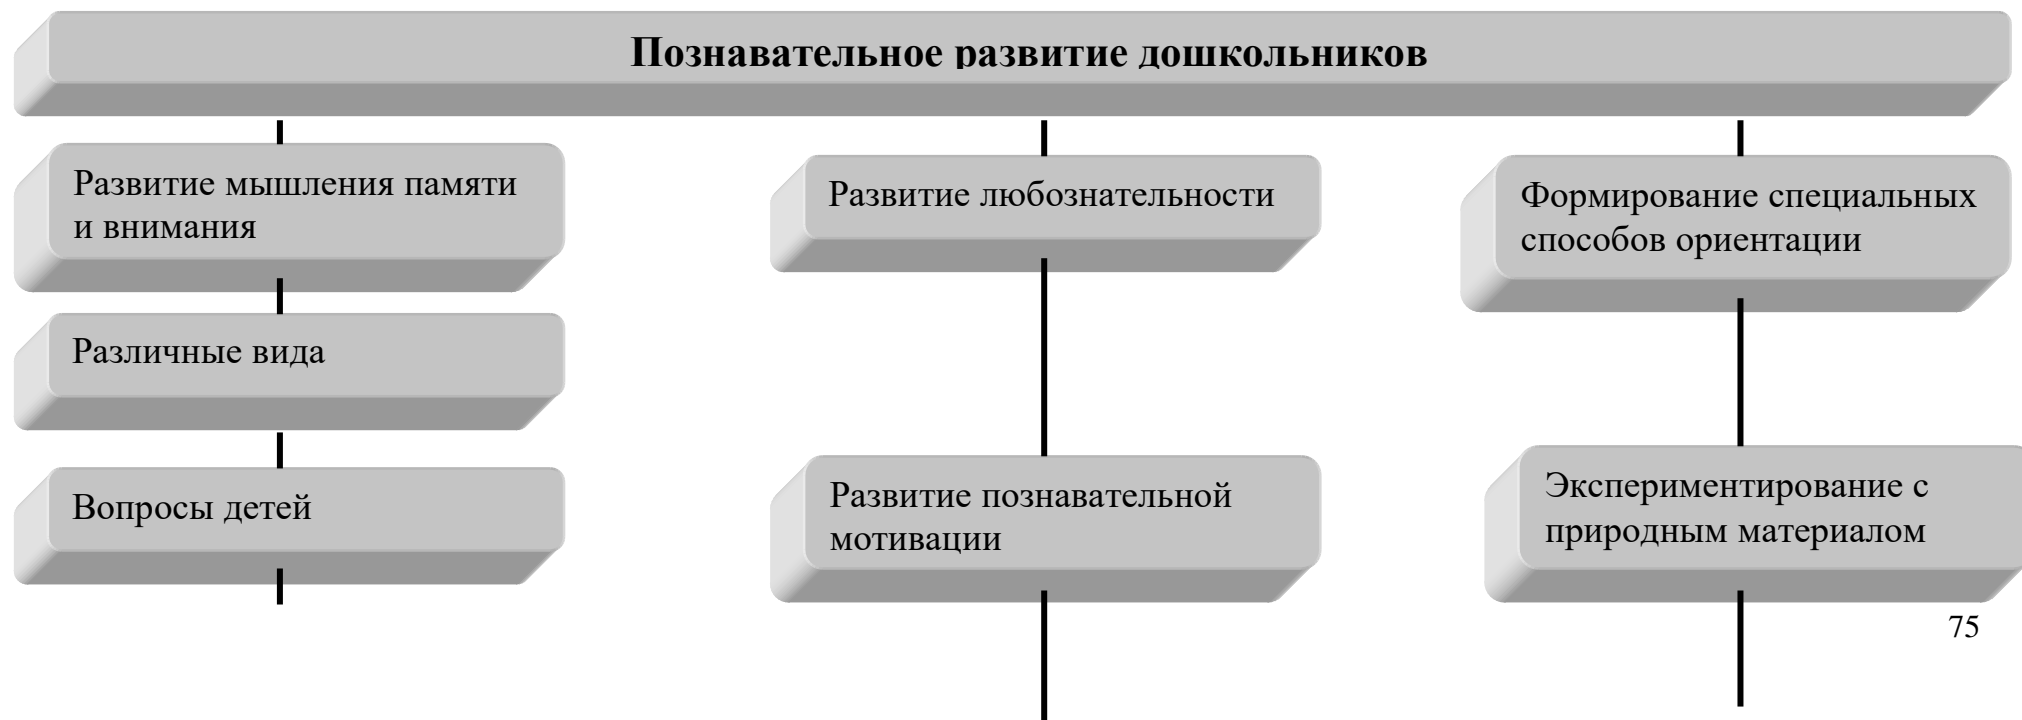 Познавательное развитие дошкольников
Развитие мышления памяти
и внимания
Различные вида
Вопросы детей
Развитие любознательности
Развитие познавательной
мотивации
Формирование специальных
способов ориентации
Экспериментирование с
природным материалом
75